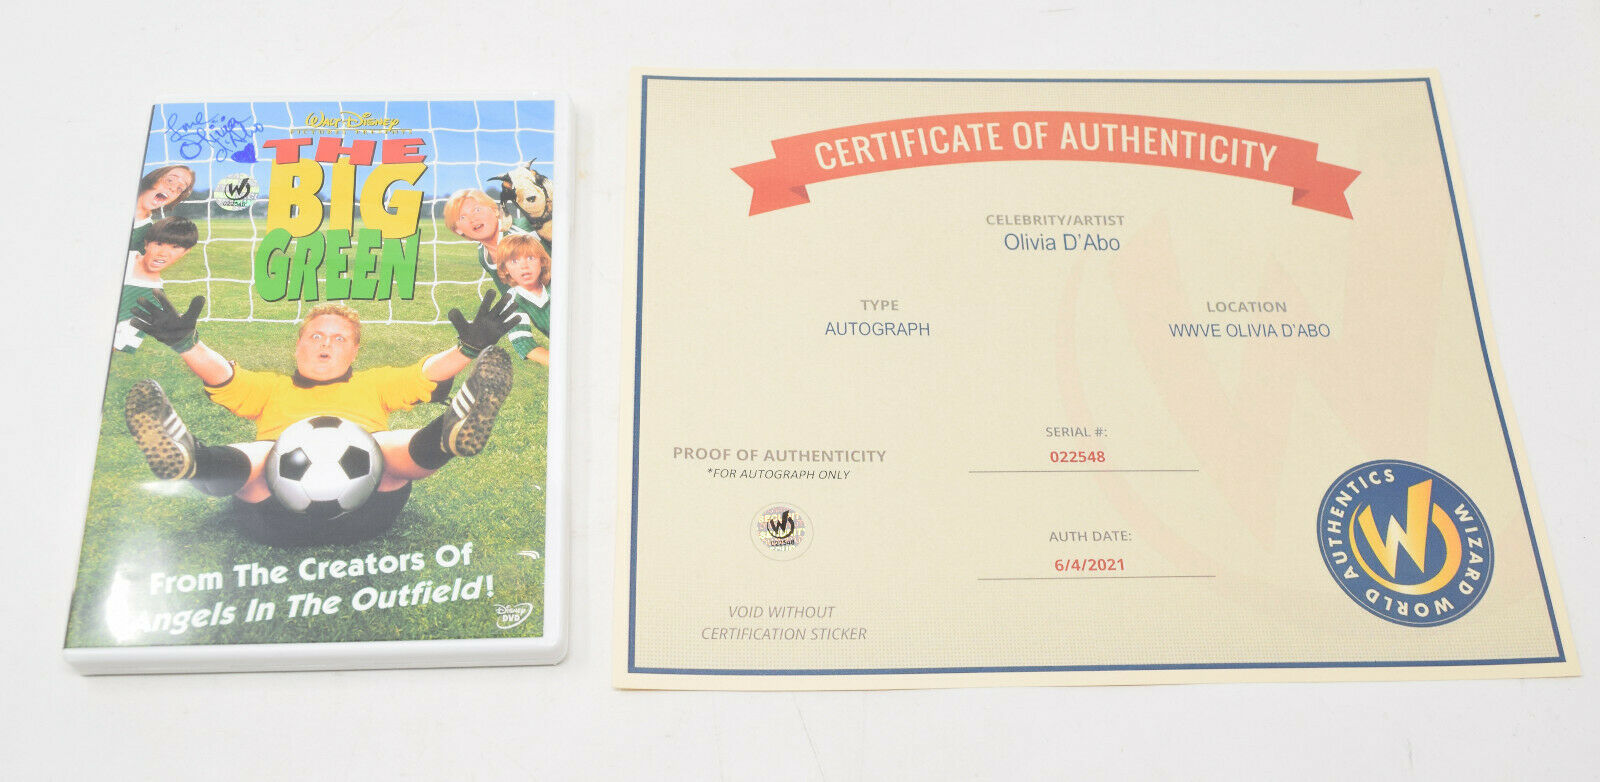 Love
Olivia
d'Abo
WALT DISNEY
PICTURES PRESENTS
THE
BIG
GREEN
W
022548
From The Creators Of
Angels In The Outfield!
Disney
DVD
CERTIFICATE OF AUTHENTICITY
CELEBRITY/ARTIST
Olivia D'Abo
TYPE
AUTOGRAPH
LOCATION
WWVE OLIVIA D'ABO
PROOF OF AUTHENTICITY
*FOR AUTOGRAPH ONLY
W
022548
SERIAL #:
022548
AUTH DATE:
6/4/2021
VOID WITHOUT
CERTIFICATION STICKER
W
WIZARD WORLD AUTHENTICS